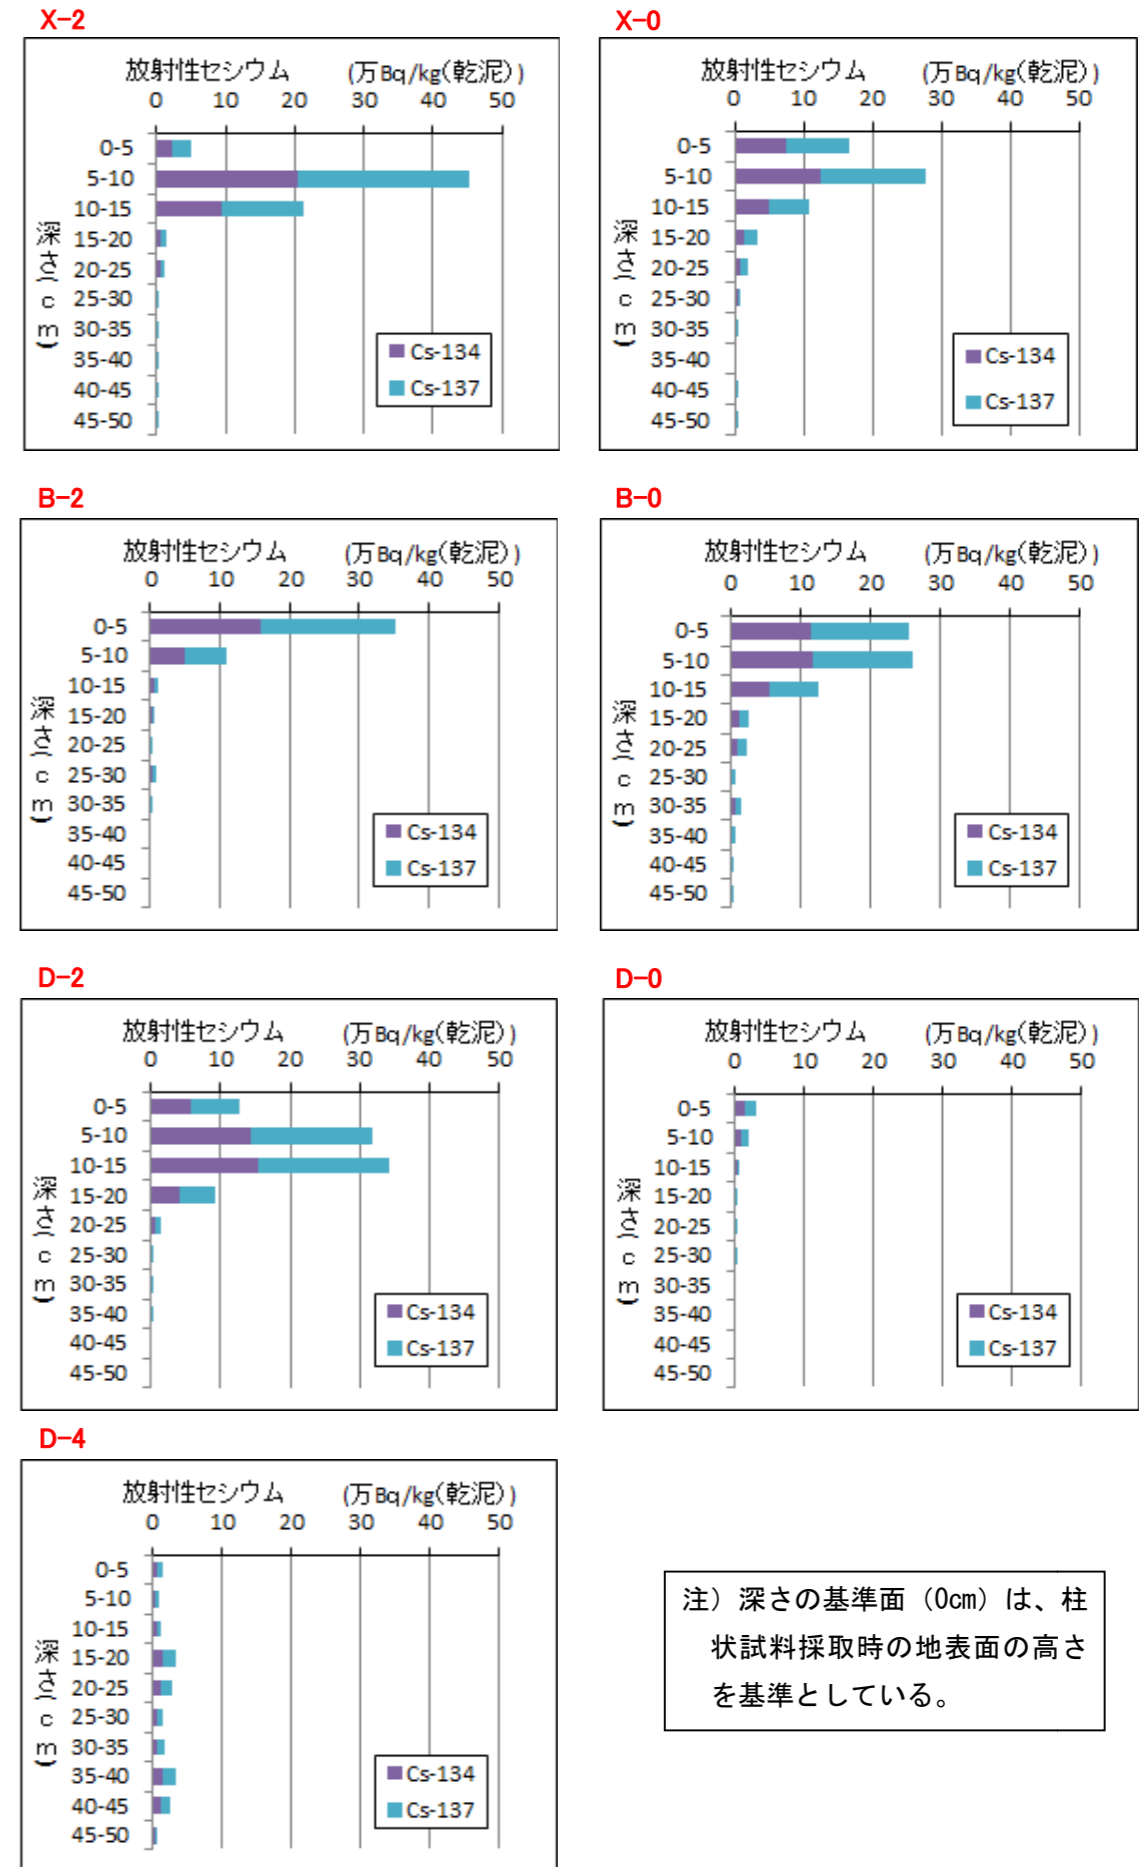 X-2
放射性セシウム (万Bq/kg(乾泥))
0 10 20 30 40 50
0-5
5-10
10-15
15-20
20-25
25-30
30-35
35-40
40-45
45-50
深さ(cm)
Cs-134
Cs-137
X-0
放射性セシウム (万Bq/kg(乾泥))
0 10 20 30 40 50
0-5
5-10
10-15
15-20
20-25
25-30
30-35
35-40
40-45
45-50
深さ(cm)
Cs-134
Cs-137
B-2
放射性セシウム (万Bq/kg(乾泥))
0 10 20 30 40 50
0-5
5-10
10-15
15-20
20-25
25-30
30-35
35-40
40-45
45-50
深さ(cm)
Cs-134
Cs-137
B-0
放射性セシウム (万Bq/kg(乾泥))
0 10 20 30 40 50
0-5
5-10
10-15
15-20
20-25
25-30
30-35
35-40
40-45
45-50
深さ(cm)
Cs-134
Cs-137
D-2
放射性セシウム (万Bq/kg(乾泥))
0 10 20 30 40 50
0-5
5-10
10-15
15-20
20-25
25-30
30-35
35-40
40-45
45-50
深さ(cm)
Cs-134
Cs-137
D-0
放射性セシウム (万Bq/kg(乾泥))
0 10 20 30 40 50
0-5
5-10
10-15
15-20
20-25
25-30
30-35
35-40
40-45
45-50
深さ(cm)
Cs-134
Cs-137
D-4
放射性セシウム (万Bq/kg(乾泥))
0 10 20 30 40 50
0-5
5-10
10-15
15-20
20-25
25-30
30-35
35-40
40-45
45-50
深さ(cm)
Cs-134
Cs-137
注）深さの基準面（0cm）は、柱
状試料採取時の地表面の高さ
を基準としている。